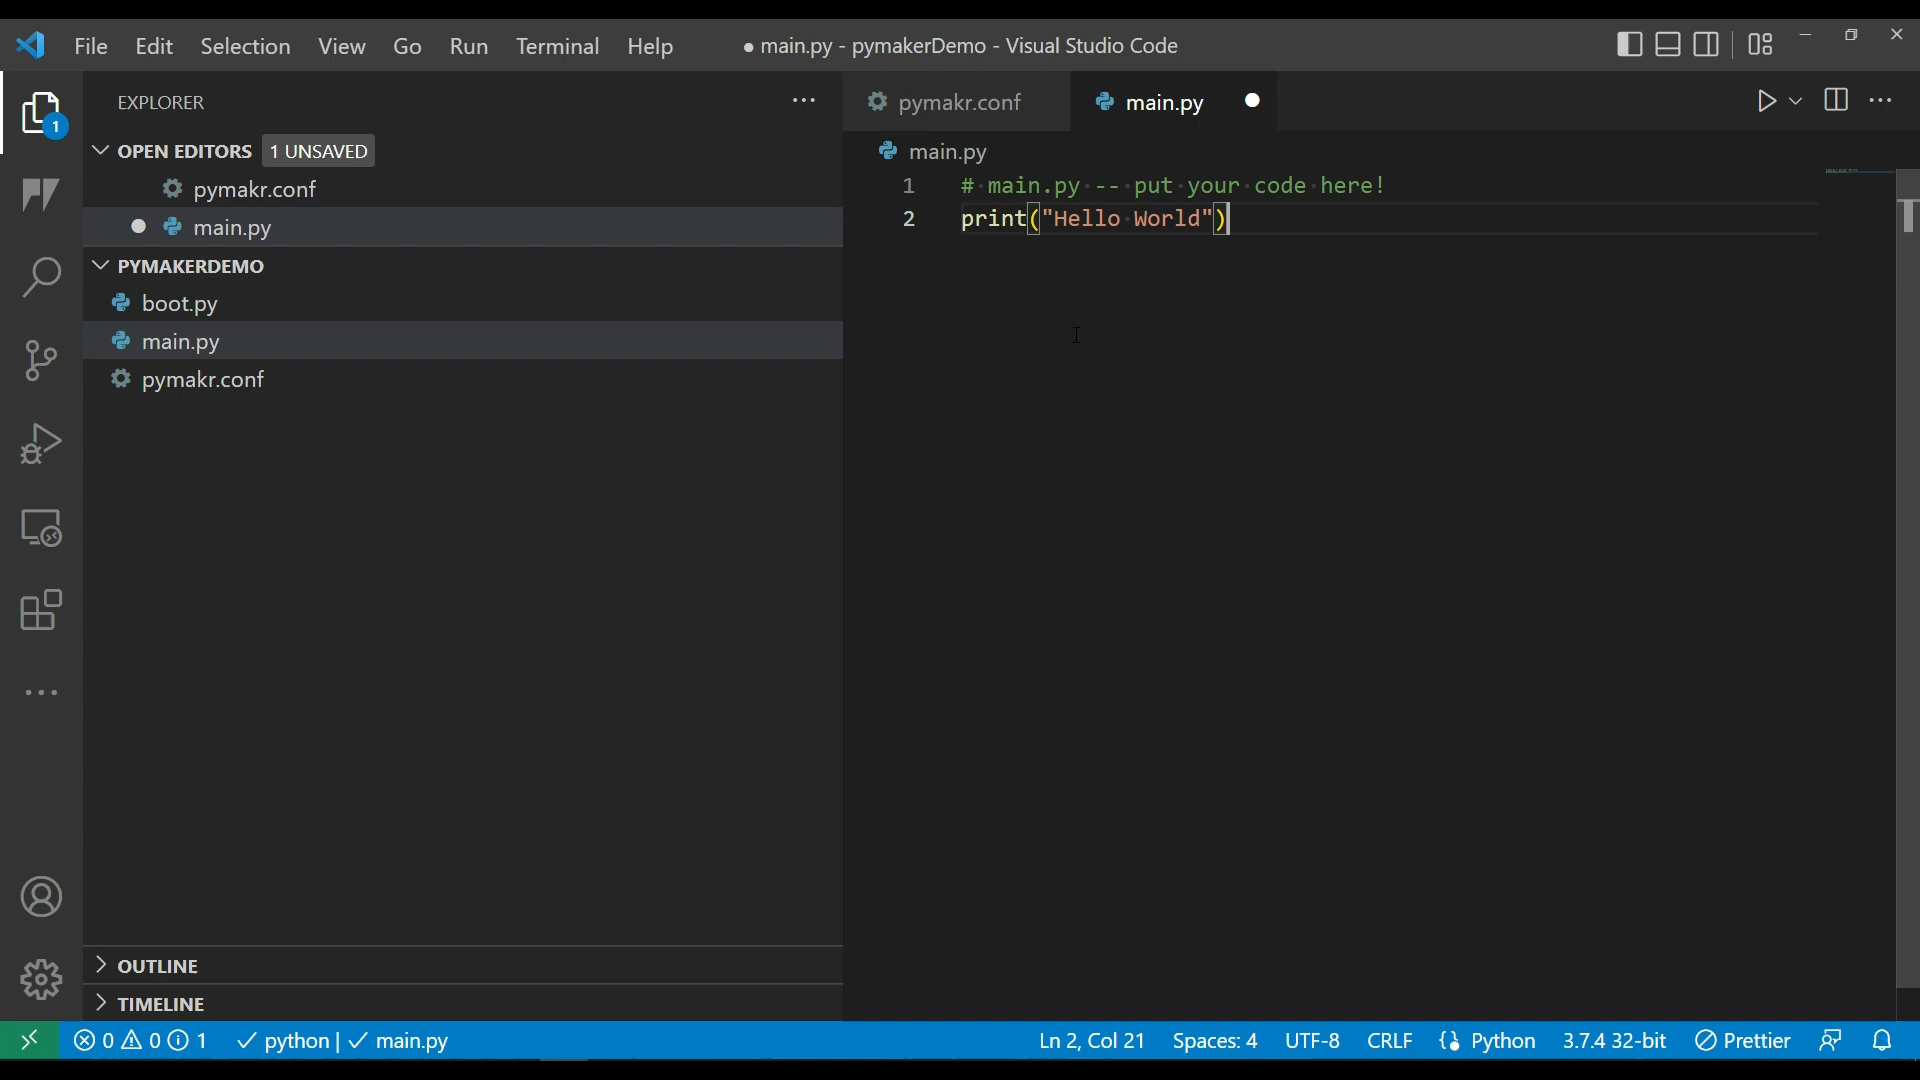 File Edit Selection View Go Run Terminal Help ● main.py - pymakerDemo - Visual Studio Code
1
EXPLORER
OPEN EDITORS 1 UNSAVED
pymakr.conf
main.py
PYMAKERDEMO
boot.py
main.py
pymakr.conf
OUTLINE
TIMELINE
pymakr.conf main.py
main.py
1 # main.py -- put your code here!
2 print("Hello World")
0 0 1 python | main.py Ln 2, Col 21 Spaces: 4 UTF-8 CRLF Python 3.7.4 32-bit Prettier